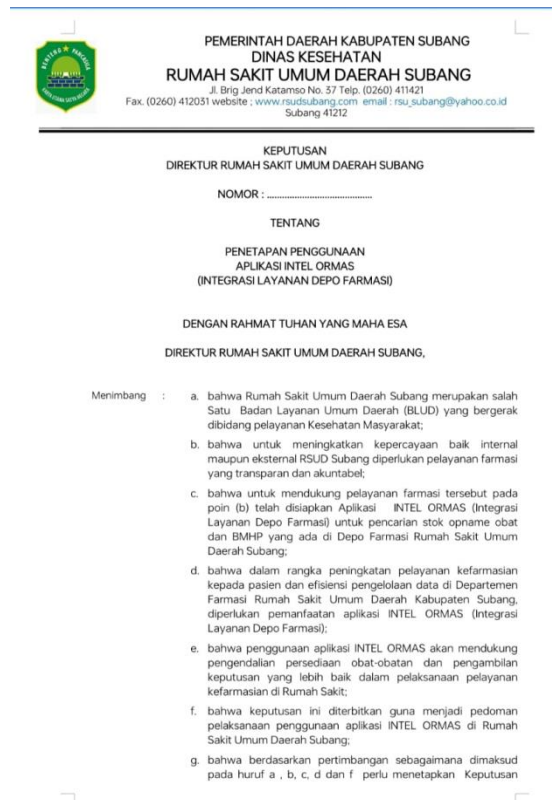 PEMERINTAH DAERAH KABUPATEN SUBANG
DINAS KESEHATAN
RUMAH SAKIT UMUM DAERAH SUBANG
Jl. Brig Jend Katamso No. 37 Telp. (0260) 411421
Fax. (0260) 412031 website ; www.rsudsubang.com email : rsu_subang@yahoo.co.id
Subang 41212
KEPUTUSAN
DIREKTUR RUMAH SAKIT UMUM DAERAH SUBANG
NOMOR : ..........................................
TENTANG
PENETAPAN PENGGUNAAN
APLIKASI INTEL ORMAS
(INTEGRASI LAYANAN DEPO FARMASI)
DENGAN RAHMAT TUHAN YANG MAHA ESA
DIREKTUR RUMAH SAKIT UMUM DAERAH SUBANG,
Menimbang : a. bahwa Rumah Sakit Umum Daerah Subang merupakan salah
Satu Badan Layanan Umum Daerah (BLUD) yang bergerak
dibidang pelayanan Kesehatan Masyarakat;
b. bahwa untuk meningkatkan kepercayaan baik internal
maupun eksternal RSUD Subang diperlukan pelayanan farmasi
yang transparan dan akuntabel;
c. bahwa untuk mendukung pelayanan farmasi tersebut pada
poin (b) telah disiapkan Aplikasi INTEL ORMAS (Integrasi
Layanan Depo Farmasi) untuk pencarian stok opname obat
dan BMHP yang ada di Depo Farmasi Rumah Sakit Umum
Daerah Subang;
d. bahwa dalam rangka peningkatan pelayanan kefarmasian
kepada pasien dan efisiensi pengelolaan data di Departemen
Farmasi Rumah Sakit Umum Daerah Kabupaten Subang,
diperlukan pemanfaatan aplikasi INTEL ORMAS (Integrasi
Layanan Depo Farmasi);
e. bahwa penggunaan aplikasi INTEL ORMAS akan mendukung
pengendalian persediaan obat-obatan dan pengambilan
keputusan yang lebih baik dalam pelaksanaan pelayanan
kefarmasian di Rumah Sakit;
f. bahwa keputusan ini diterbitkan guna menjadi pedoman
pelaksanaan penggunaan aplikasi INTEL ORMAS di Rumah
Sakit Umum Daerah Subang;
g. bahwa berdasarkan pertimbangan sebagaimana dimaksud
pada huruf a , b, c, d dan f perlu menetapkan Keputusan